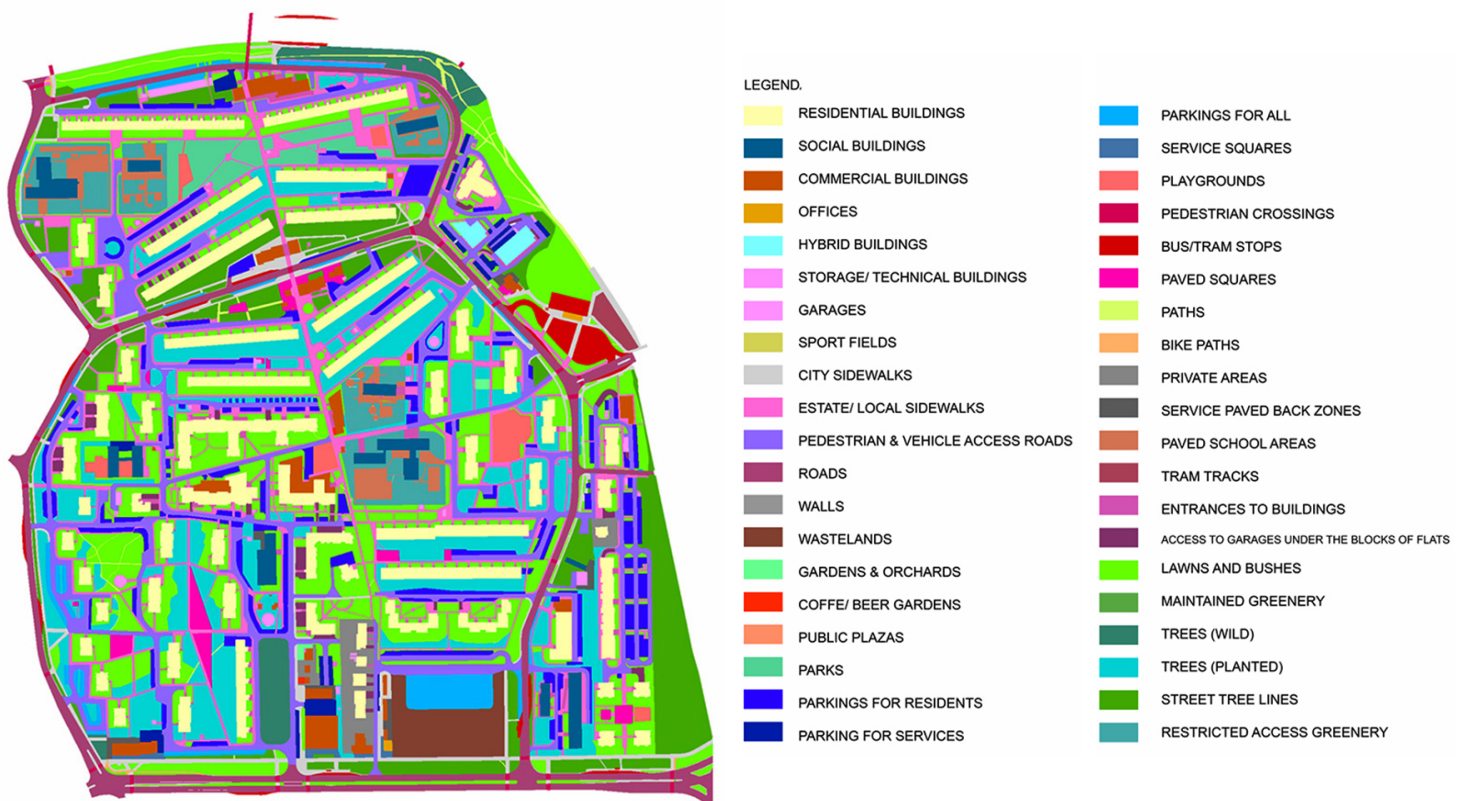 LEGEND.
RESIDENTIAL BUILDINGS
SOCIAL BUILDINGS
COMMERCIAL BUILDINGS
OFFICES
HYBRID BUILDINGS
STORAGE/ TECHNICAL BUILDINGS
GARAGES
SPORT FIELDS
CITY SIDEWALKS
ESTATE/ LOCAL SIDEWALKS
PEDESTRIAN & VEHICLE ACCESS ROADS
ROADS
WALLS
WASTELANDS
GARDENS & ORCHARDS
COFFE/ BEER GARDENS
PUBLIC PLAZAS
PARKS
PARKINGS FOR RESIDENTS
PARKING FOR SERVICES
PARKINGS FOR ALL
SERVICE SQUARES
PLAYGROUNDS
PEDESTRIAN CROSSINGS
BUS/TRAM STOPS
PAVED SQUARES
PATHS
BIKE PATHS
PRIVATE AREAS
SERVICE PAVED BACK ZONES
PAVED SCHOOL AREAS
TRAM TRACKS
ENTRANCES TO BUILDINGS
ACCESS TO GARAGES UNDER THE BLOCKS OF FLATS
LAWNS AND BUSHES
MAINTAINED GREENERY
TREES (WILD)
TREES (PLANTED)
STREET TREE LINES
RESTRICTED ACCESS GREENERY